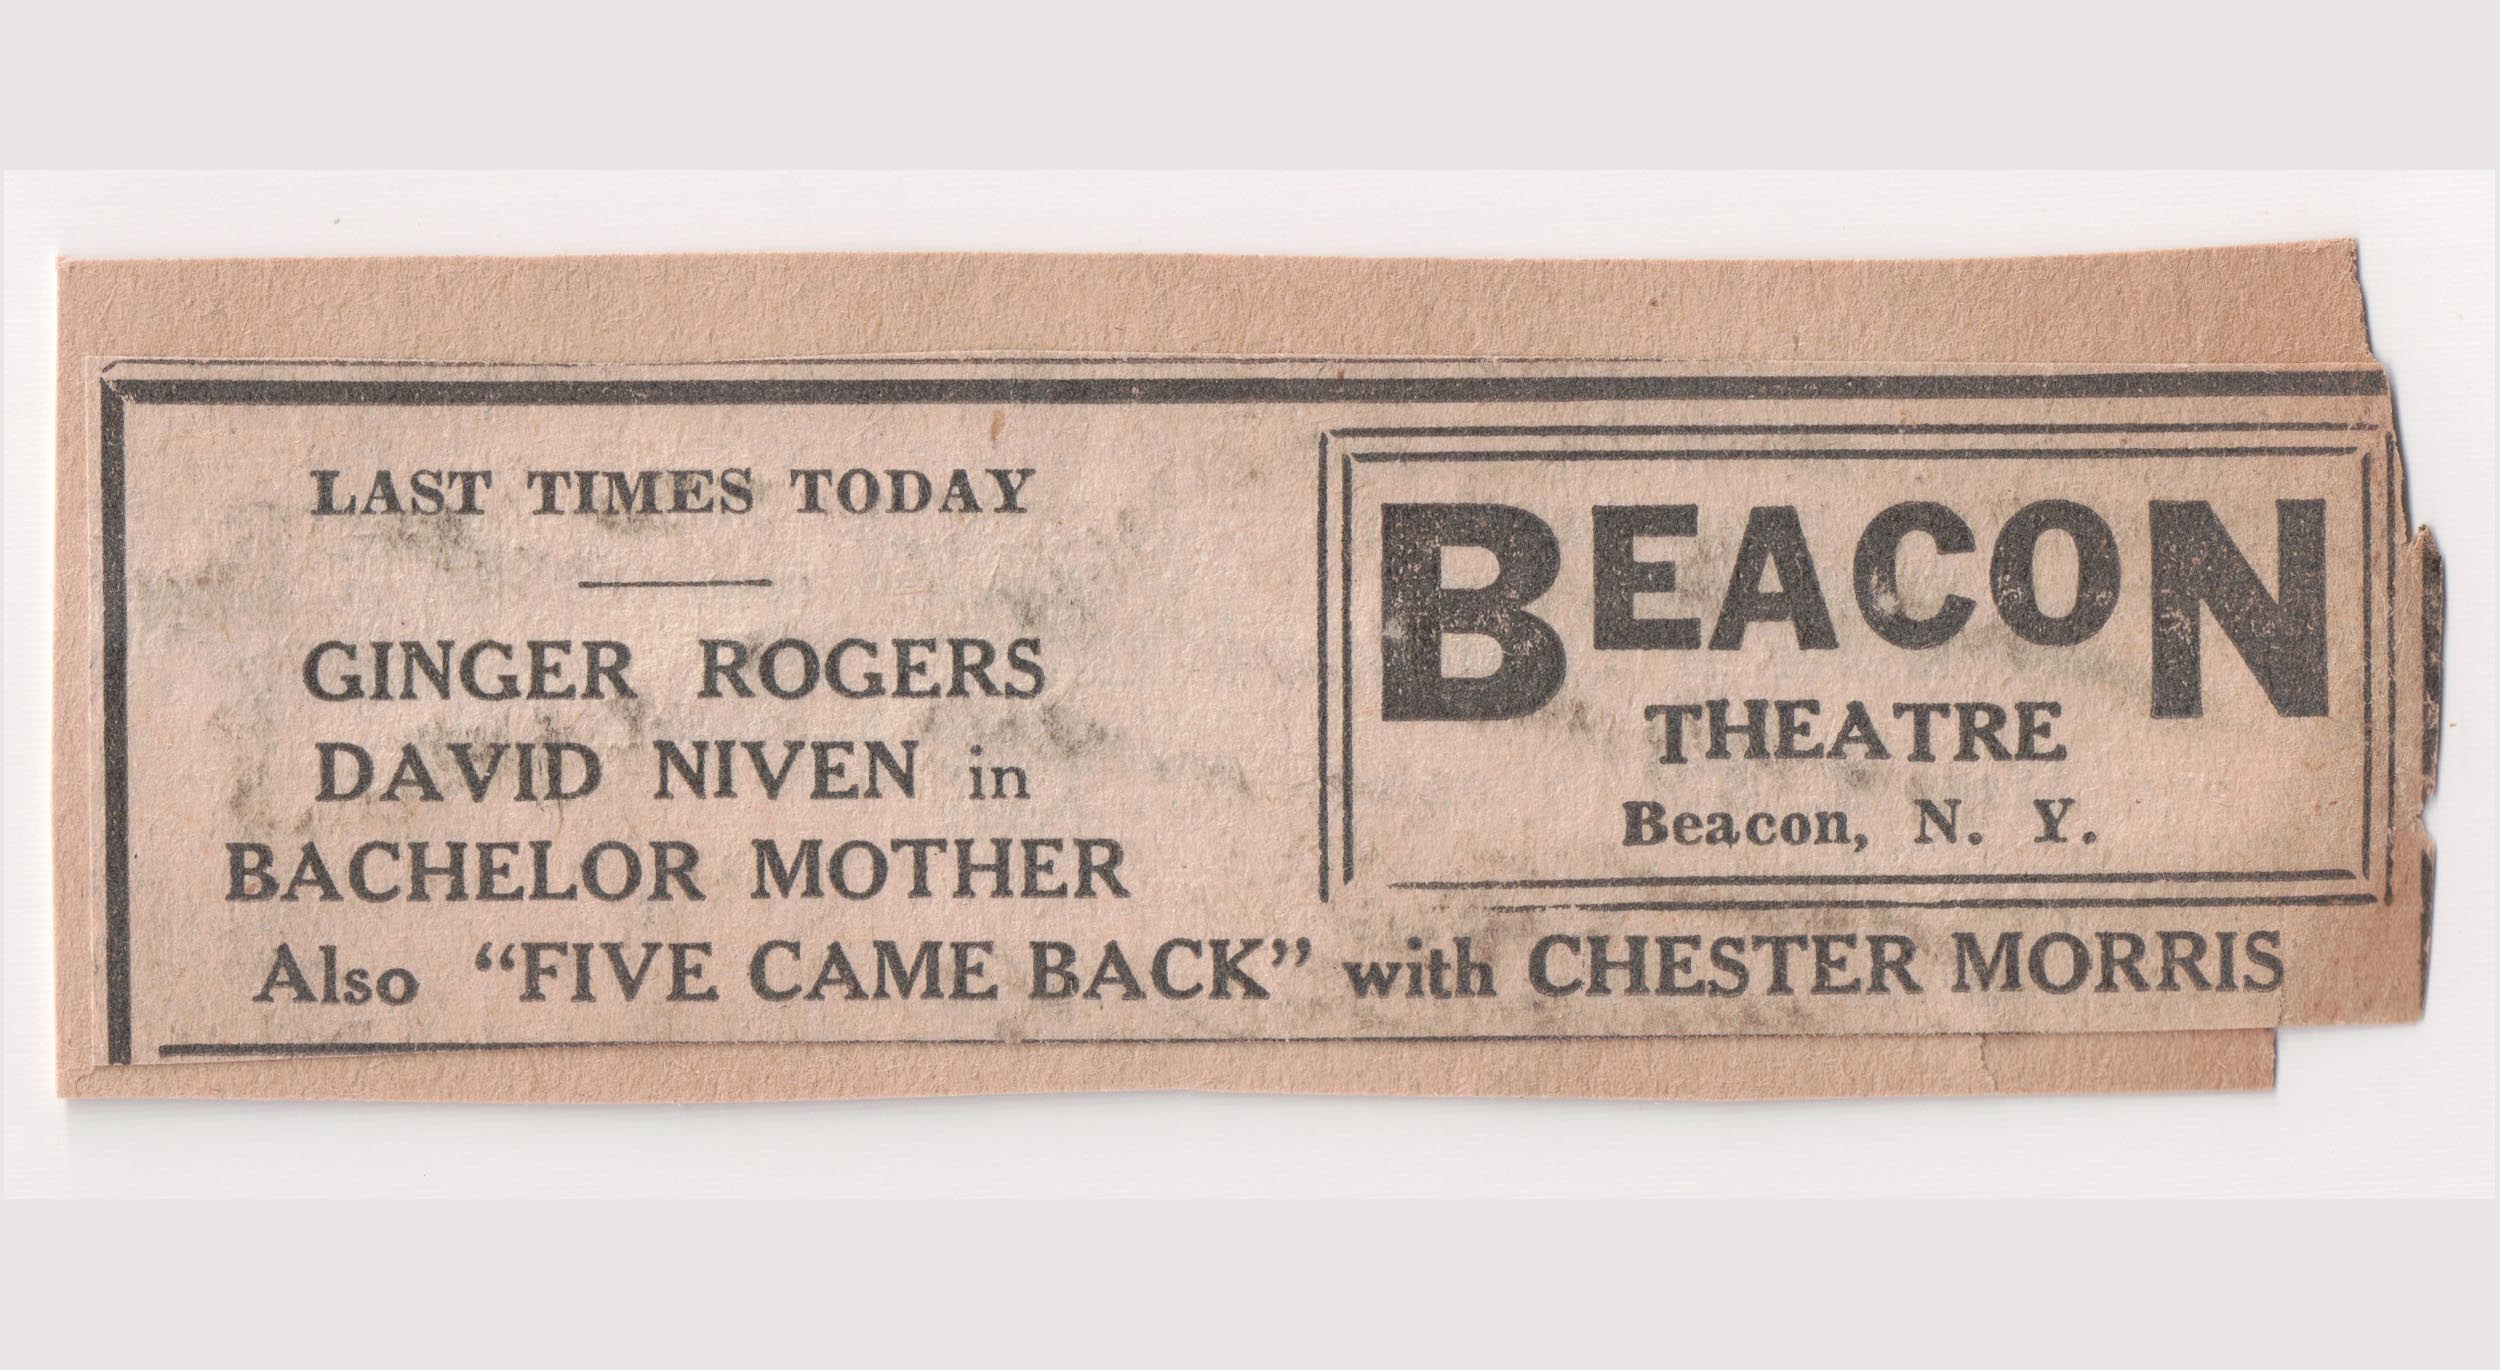 LAST TIMES TODAY
GINGER ROGERS
DAVID NIVEN in
BACHELOR MOTHER
Also "FIVE CAME BACK" with CHESTER MORRIS
BEACON
THEATRE
Beacon, N. Y.